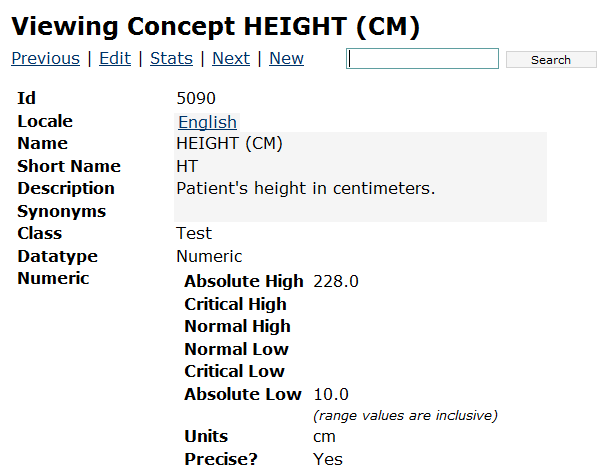 Viewing Concept HEIGHT (CM)
Previous | Edit | Stats | Next | New Search
Id 5090
Locale English
Name HEIGHT (CM)
Short Name HT
Description Patient's height in centimeters.
Synonyms
Class Test
Datatype Numeric
Numeric Absolute High 228.0
Critical High
Normal High
Normal Low
Critical Low
Absolute Low 10.0
(range values are inclusive)
Units cm
Precise? Yes